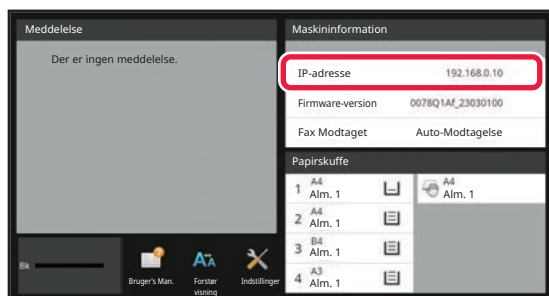 Meddelelse
Der er ingen meddelelse.
Maskininformation
IP-adresse 192.168.0.10
Firmware-version 0078Q1Af_23030100
Fax Modtaget Auto-Modtagelse
Papirskuffe
1 A4
Alm. 1
A4
Alm. 1
2 A4
Alm. 1
3 B4
Alm. 1
4 A3
Alm. 1
Bk
Bruger's Man.
Forstør
visning
Indstillinger